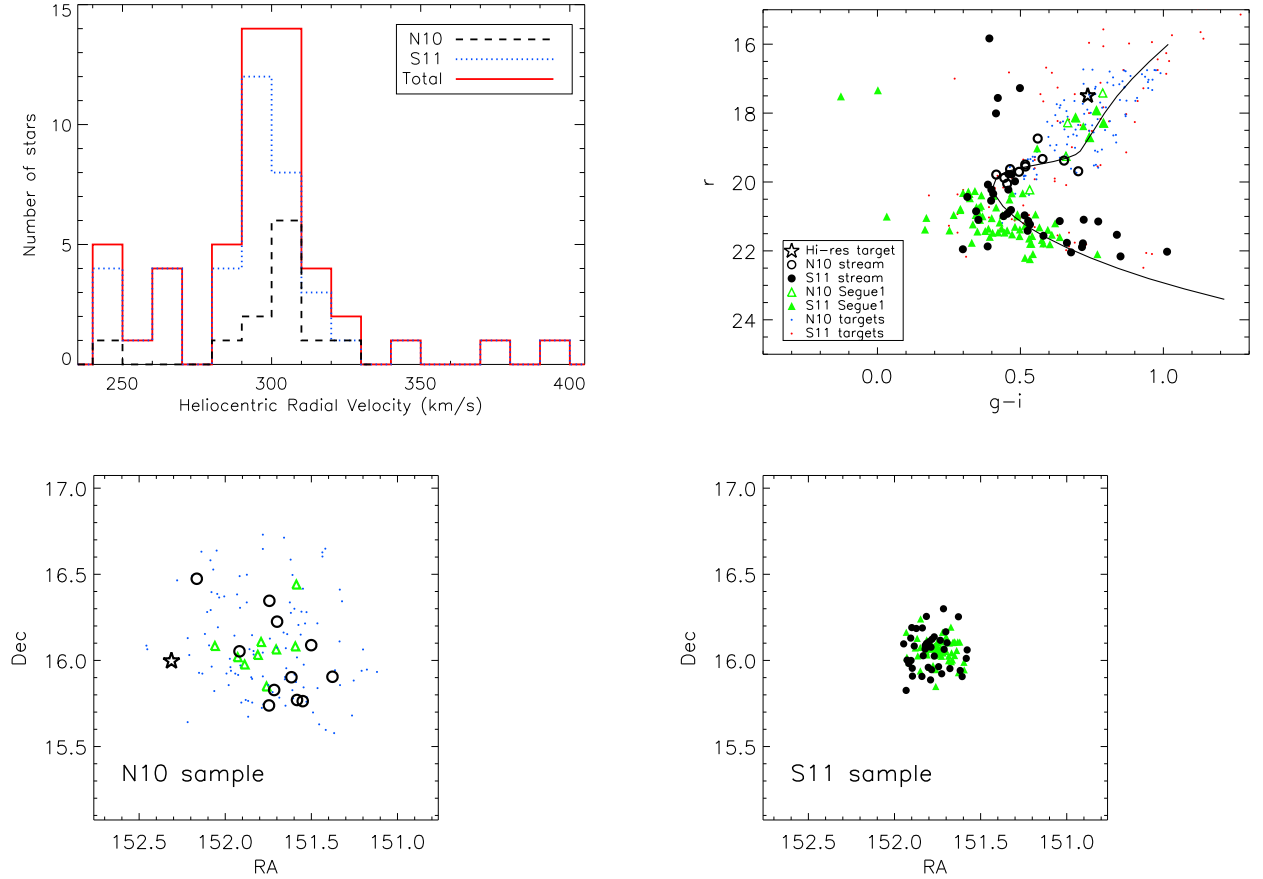 15
10
5
0
Number of stars
N10
S11
Total
250
300
350
400
Heliocentric Radial Velocity (km/s)
16
18
20
22
24
r
Hi-res target
N10 stream
S11 stream
N10 Segue1
S11 Segue1
N10 targets
S11 targets
0.0
0.5
1.0
g-i
17.0
16.5
16.0
15.5
Dec
N10 sample
152.5
152.0
151.5
151.0
RA
17.0
16.5
16.0
15.5
Dec
S11 sample
152.5
152.0
151.5
151.0
RA